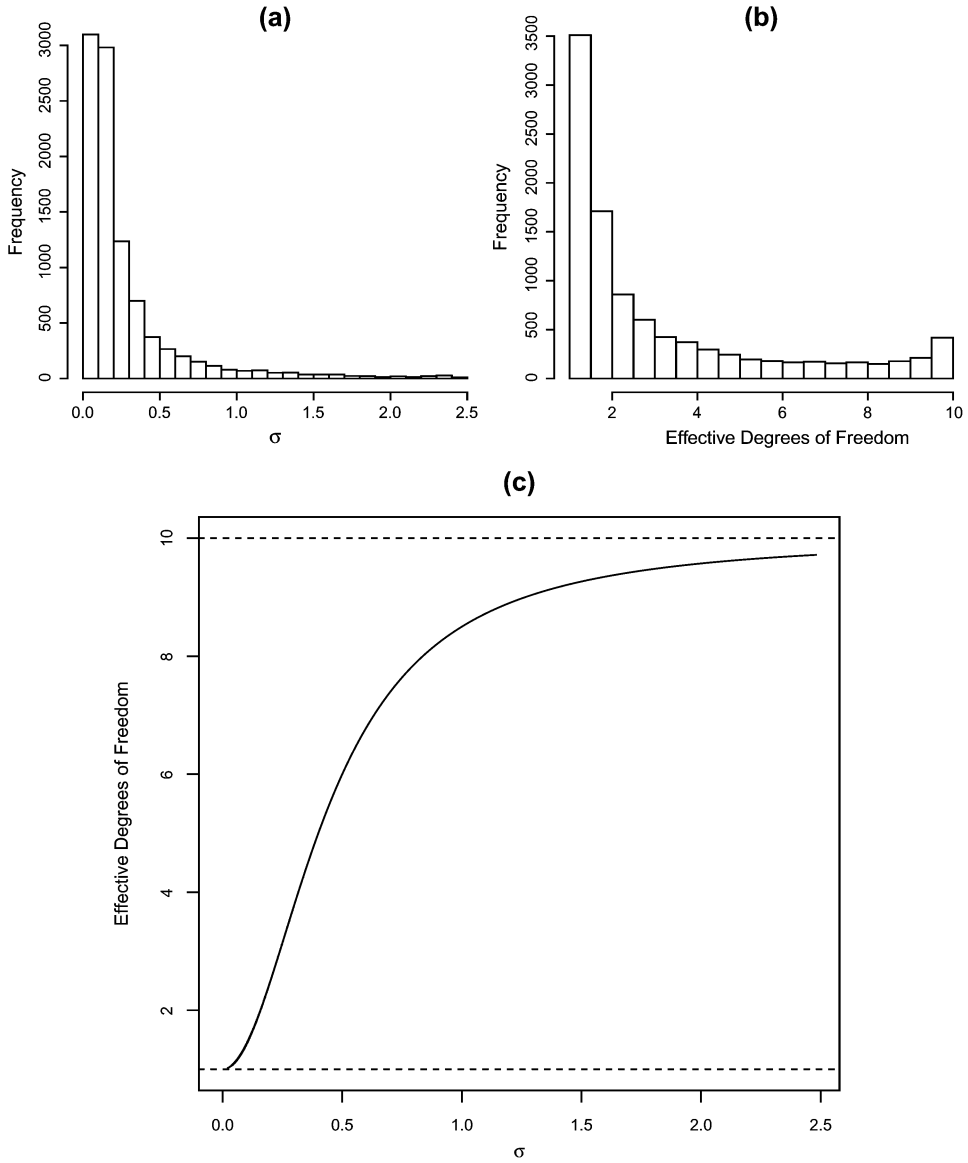 (a)
Frequency
0 500 1000 1500 2000 2500 3000
0.0 0.5 1.0 1.5 2.0 2.5
σ
(b)
Frequency
0 500 1000 1500 2000 2500 3000 3500
2 4 6 8 10
Effective Degrees of Freedom
(c)
Effective Degrees of Freedom
2 4 6 8 10
0.0 0.5 1.0 1.5 2.0 2.5
σ